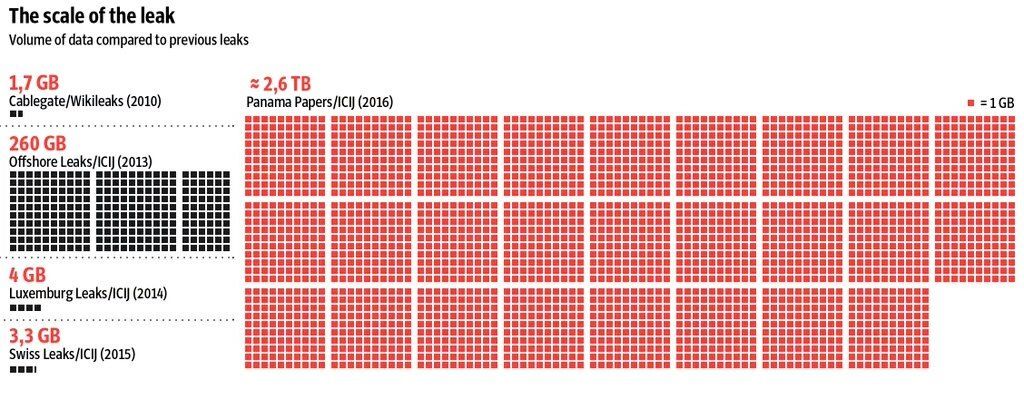 The scale of the leak
Volume of data compared to previous leaks
1,7 GB
Cablegate/Wikileaks (2010)
260 GB
Offshore Leaks/ICIJ (2013)
4 GB
Luxemburg Leaks/ICIJ (2014)
3,3 GB
Swiss Leaks/ICIJ (2015)
≈ 2,6 TB
Panama Papers/ICIJ (2016)
= 1 GB